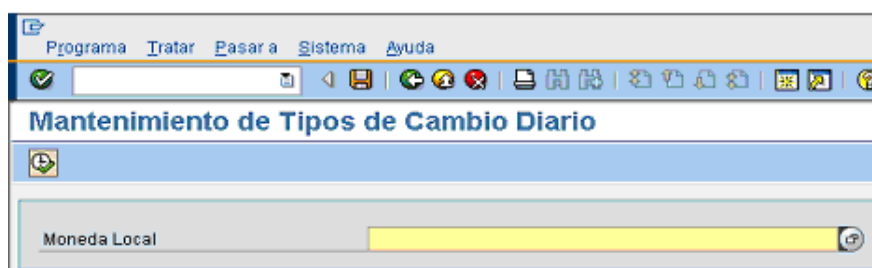 Programa Tratar Pasar a Sistema Ayuda
Mantenimiento de Tipos de Cambio Diario
Moneda Local